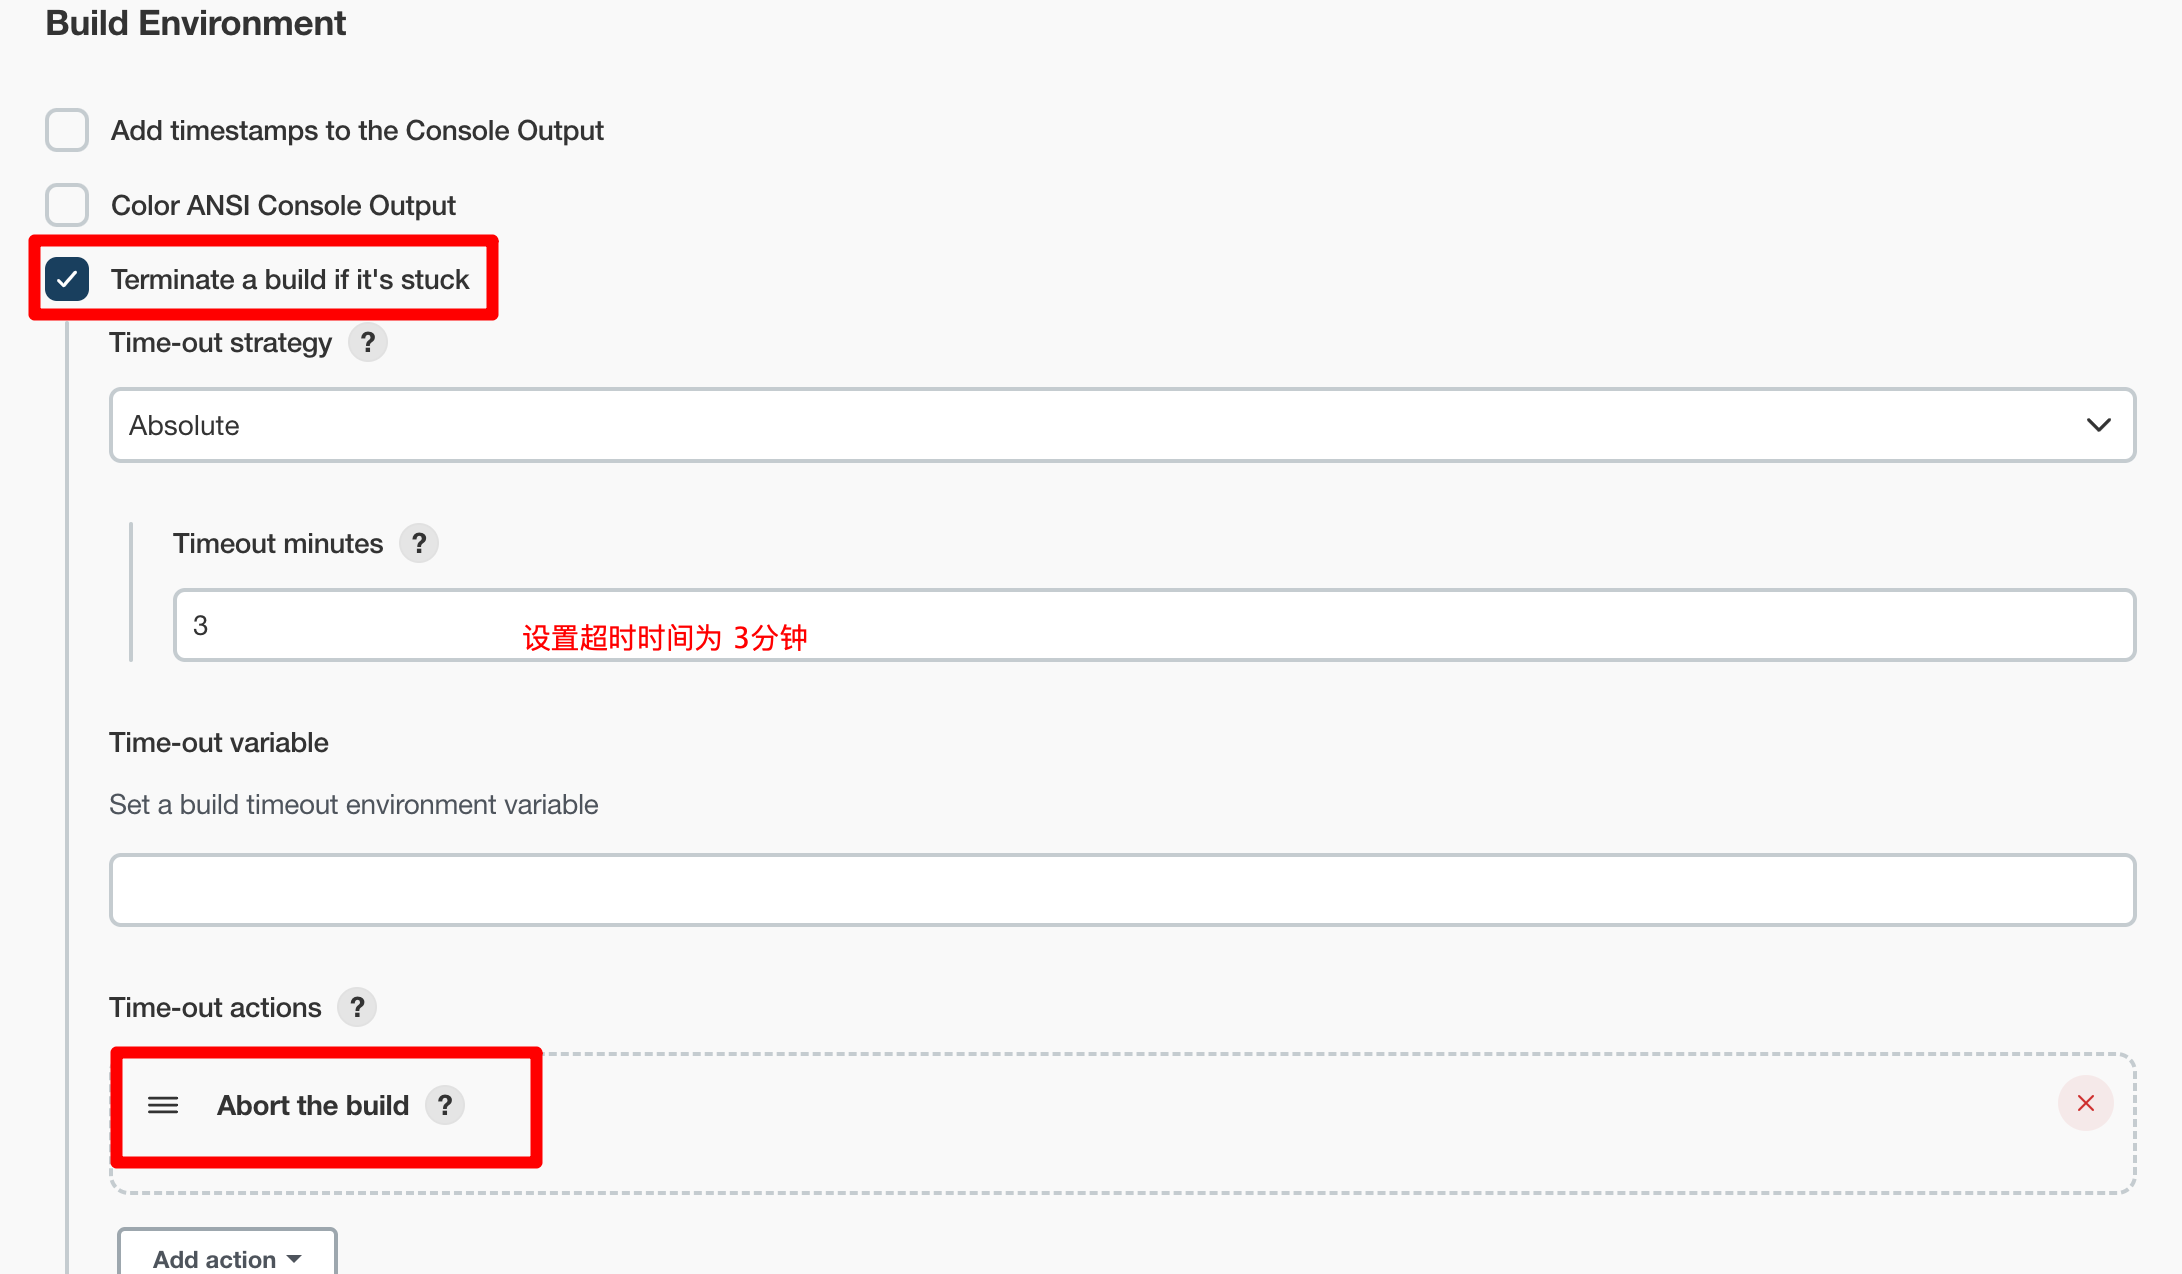 Build Environment
Add timestamps to the Console Output
Color ANSI Console Output
Terminate a build if it's stuck
Time-out strategy ?
Absolute
Timeout minutes ?
3
设置超时时间为 3分钟
Time-out variable
Set a build timeout environment variable
Time-out actions ?
Abort the build ?
Add action